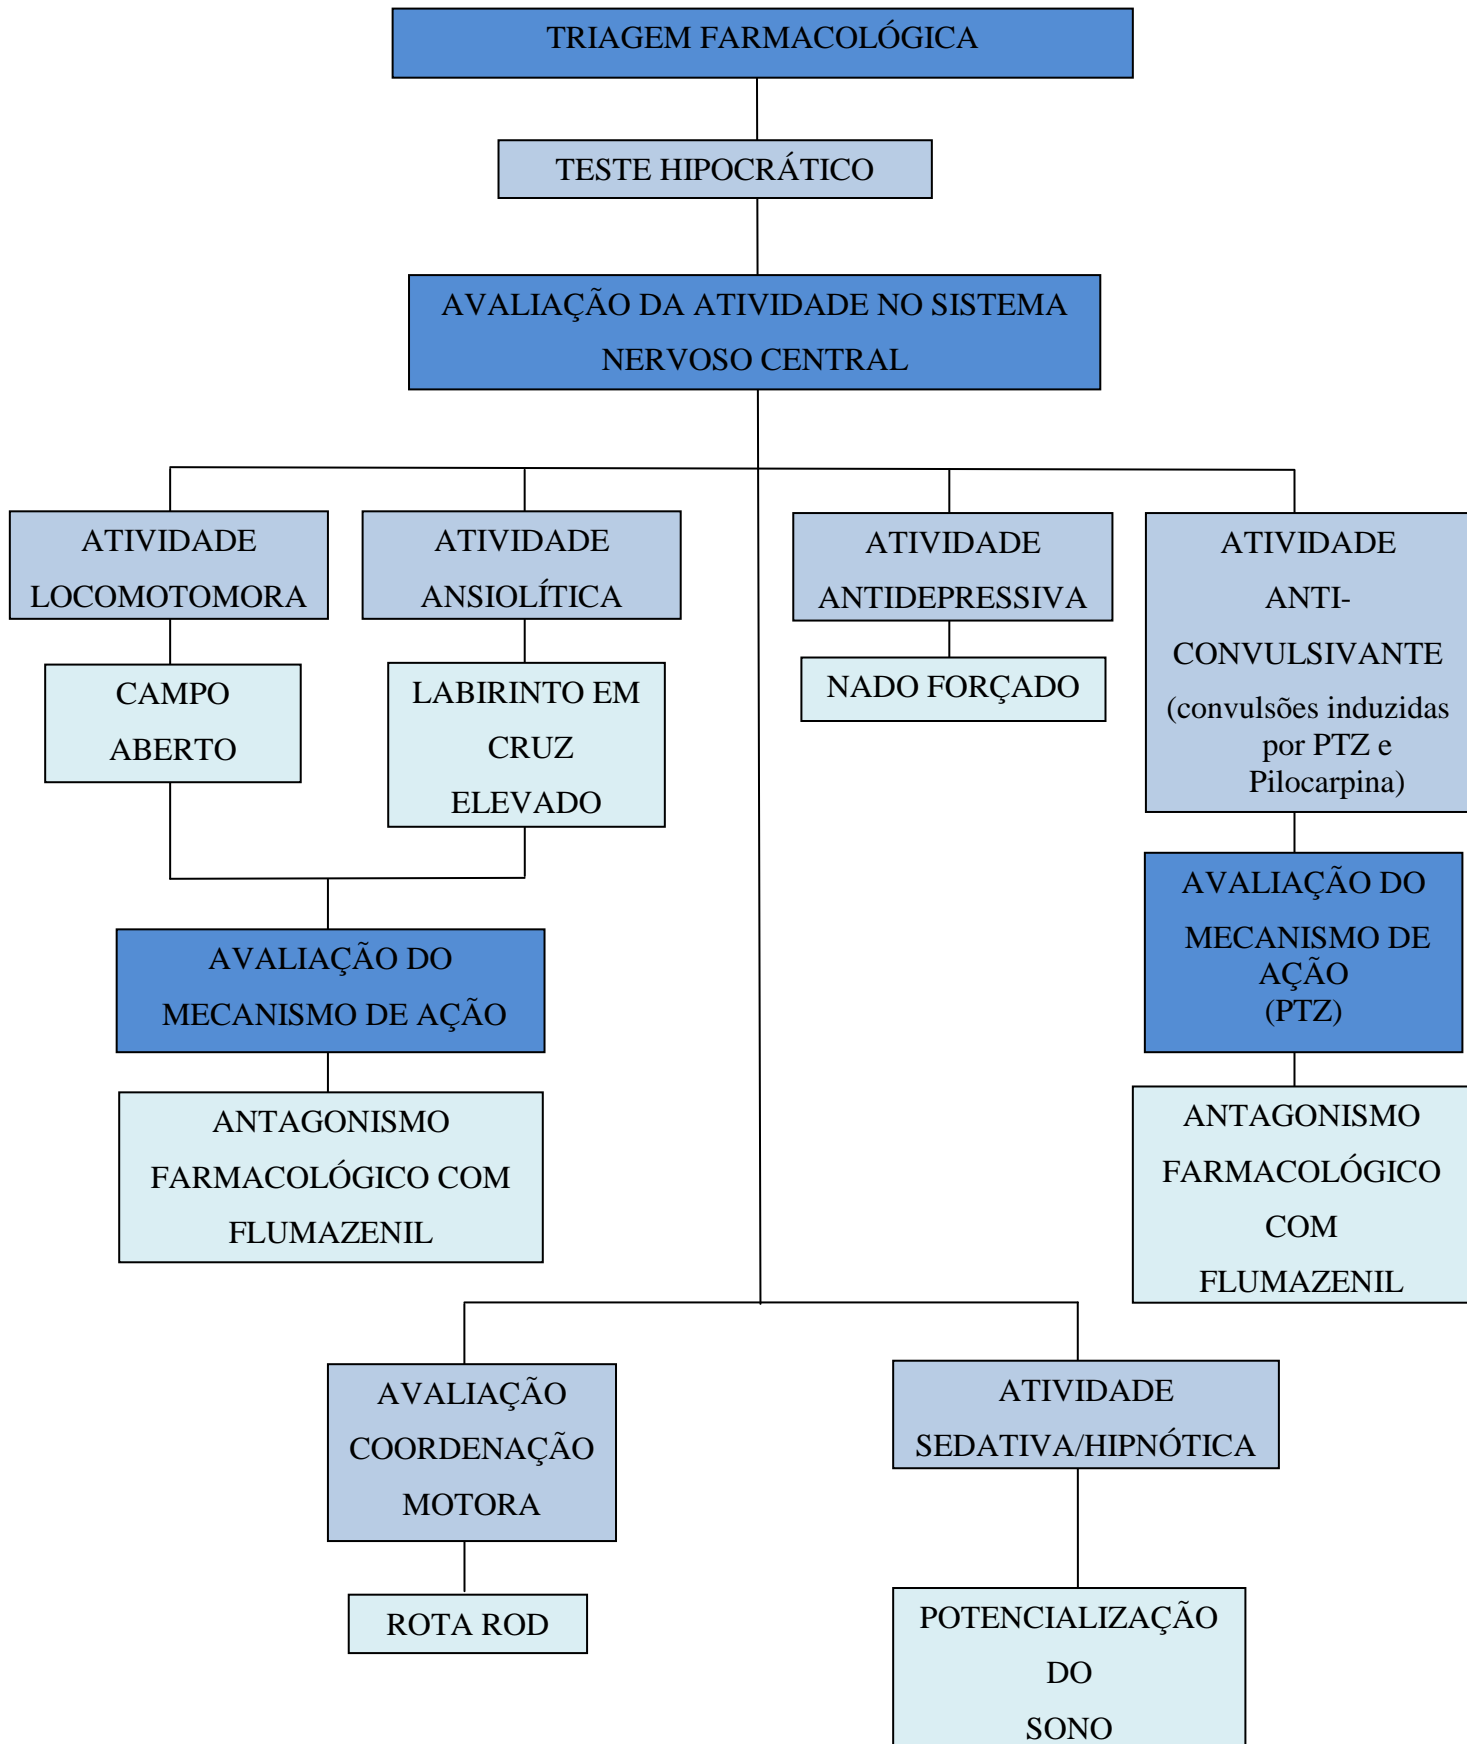 TRIAGEM FARMACOLÓGICA
TESTE HIPOCRÁTICO
AVALIAÇÃO DA ATIVIDADE NO SISTEMA
NERVOSO CENTRAL
ATIVIDADE
LOCOMOTOMORA
CAMPO
ABERTO
ATIVIDADE
ANSIOLÍTICA
LABIRINTO EM
CRUZ
ELEVADO
AVALIAÇÃO DO
MECANISMO DE AÇÃO
ANTAGONISMO
FARMACOLÓGICO COM
FLUMAZENIL
ATIVIDADE
ANTIDEPRESSIVA
NADO FORÇADO
ATIVIDADE
ANTI-
CONVULSIVANTE
(convulsões induzidas
por PTZ e
Pilocarpina)
AVALIAÇÃO DO
MECANISMO DE
AÇÃO
(PTZ)
ANTAGONISMO
FARMACOLÓGICO
COM
FLUMAZENIL
AVALIAÇÃO
COORDENAÇÃO
MOTORA
ROTA ROD
ATIVIDADE
SEDATIVA/HIPNÓTICA
POTENCIALIZAÇÃO
DO
SONO